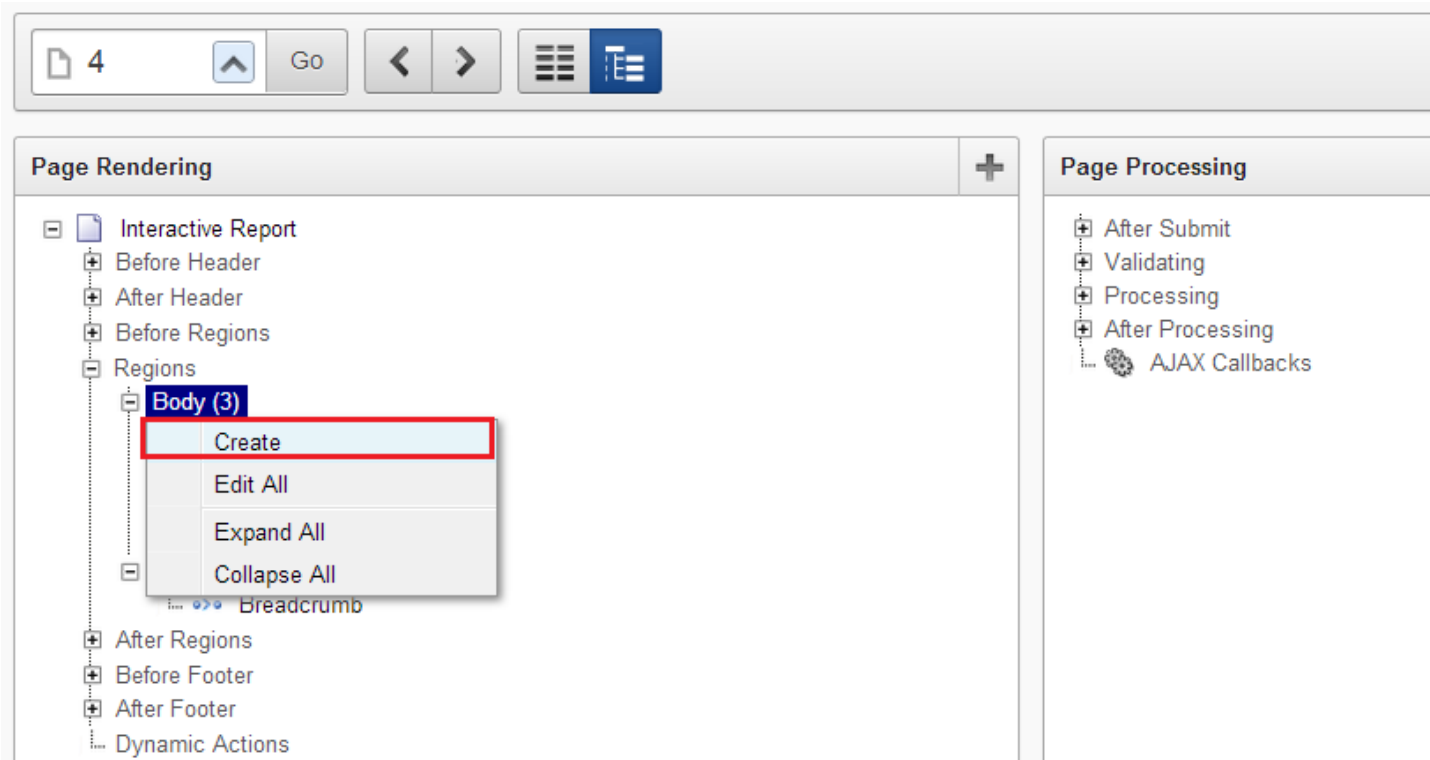 4 Go
Page Rendering
Interactive Report
Before Header
After Header
Before Regions
Regions
Body (3)
Create
Edit All
Expand All
Collapse All
Breadcrumb
After Regions
Before Footer
After Footer
Dynamic Actions
Page Processing
After Submit
Validating
Processing
After Processing
AJAX Callbacks